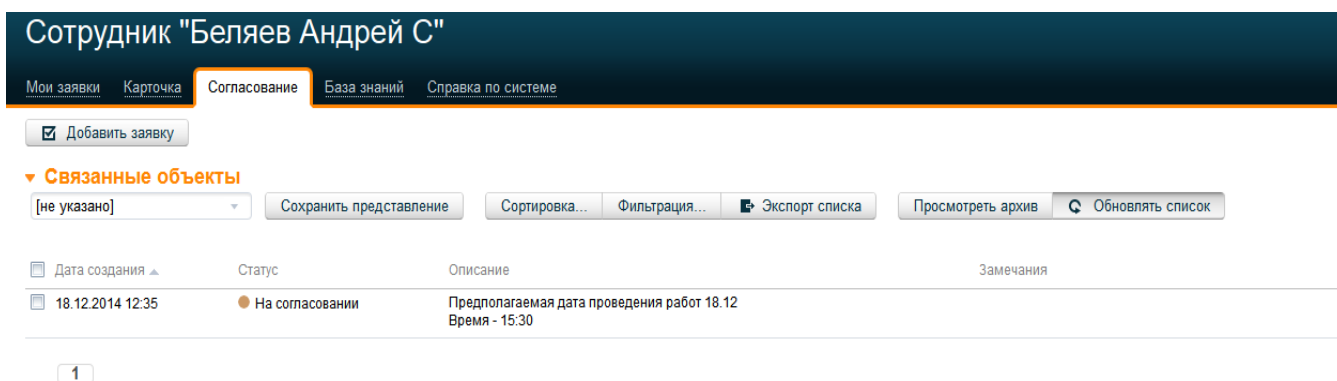 Сотрудник "Беляев Андрей С"
Мои заявки Карточка Согласование База знаний Справка по системе
Добавить заявку
Связанные объекты
[не указано] Сохранить представление Сортировка... Фильтрация... Экспорт списка Просмотреть архив Обновлять список
Дата создания Статус Описание Замечания
18.12.2014 12:35 На согласовании Предполагаемая дата проведения работ 18.12
Время - 15:30
1